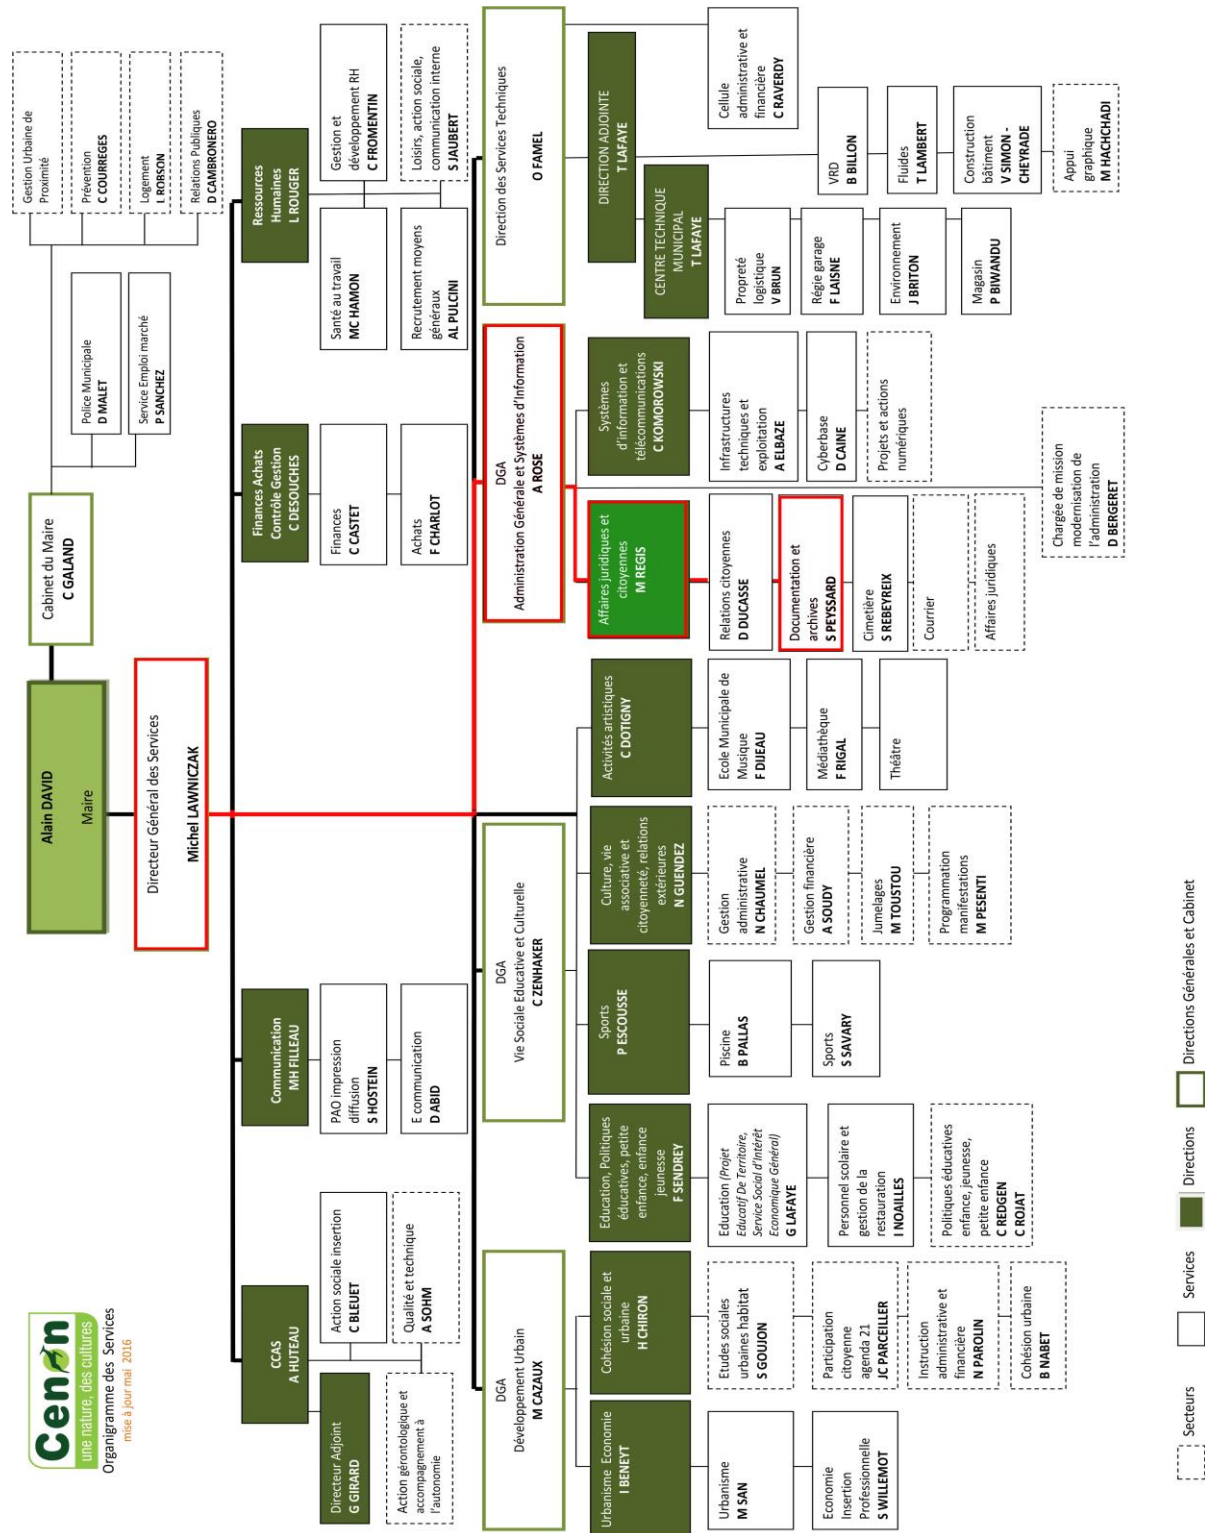 Cenon
une nature, des cultures
Organigramme des Services
mise à jour mai 2016
Alain DAVID
Maire
Cabinet du Maire
C GALAND
Police Municipale
D MALET
Service Emploi marché
P SANCHEZ
Gestion Urbaine de
Proximité
Prévention
C COURREGES
Logement
L ROBSON
Relations Publiques
D CAMBRONERO
Directeur Général des Services
Michel LAWNICZAK
CCAS
A HUTEAU
Directeur Adjoint
G GIRARD
Action gérontologique et
accompagnement à
l'autonomie
Action sociale insertion
C BLEUET
Qualité et technique
A SOHM
Communication
MH FILLEAU
PAO impression
diffusion
S HOSTEIN
E communication
D ABID
Finances Achats
Contrôle Gestion
C DESOUCHES
Finances
C CASTET
Achats
F CHARLOT
Ressources
Humaines
L ROUGER
Santé au travail
MC HAMON
Recrutement moyens
généraux
AL PULCINI
Gestion et
développement RH
C FROMENTIN
Loisirs, action sociale,
communication interne
S JAUBERT
DGA
Développement Urbain
M CAZAUX
Urbanisme Economie
I BENEYT
Urbanisme
M SAN
Economie
Insertion
Professionnelle
S WILLEMOT
Cohésion sociale et
urbaine
H CHIRON
Etudes sociales
urbaines habitat
S GOUJON
Participation
citoyenne
agenda 21
JC PARCEILLER
Instruction
administrative et
financière
N PAROLIN
Cohésion urbaine
B NABET
DGA
Vie Sociale Educative et Culturelle
C ZENHAKER
Education, Politiques
éducatives, petite
enfance, enfance
jeunesse
F SENDREY
Education (Projet
Educatif De Territoire,
Service Social d'Intérêt
Economique Général)
G LAFAYE
Personnel scolaire et
gestion de la
restauration
I NOAILLES
Politiques éducatives
enfance, jeunesse,
petite enfance
C REDGEN
C ROJAT
Sports
P ESCOUSSE
Piscine
B PALLAS
Sports
S SAVARY
Culture, vie
associative et
citoyenneté, relations
extérieures
N GUENDEZ
Gestion
administrative
N CHAUMEL
Gestion financière
A SOUDY
Jumelages
M TOUSTOU
Programmation
manifestations
M PESENTI
Activités artistiques
C DOTIGNY
Ecole Municipale de
Musique
F DIJEAU
Médiathèque
F RIGAL
Théâtre
DGA
Administration Générale et Systèmes d'Information
A ROSE
Affaires juridiques et
citoyennes
M REGIS
Relations citoyennes
D DUCASSE
Documentation et
archives
S PEYSSARD
Cimetière
S REBEYREIX
Courrier
Affaires juridiques
Systèmes
d'information et
télécommunications
C KOMOROWSKI
Infrastructures
techniques et
exploitation
A ELBAZE
Cyberbase
D CAINE
Projets et actions
numériques
Chargée de mission
modernisation de
l'administration
D BERGERET
Direction des Services Techniques
O FAMEL
DIRECTION ADJOINTE
T LAFAYE
CENTRE TECHNIQUE
MUNICIPAL
T LAFAYE
Propreté
logistique
V BRUN
Régie garage
F LAISNE
Environnement
J BRITON
Magasin
P BIWANDU
Cellule
administrative et
financière
C RAVERDY
VRD
B BILLON
Fluides
T LAMBERT
Construction
bâtiment
V SIMON -
CHEYRADE
Appui
graphique
M HACHCHADI
Secteurs
Services
Directions
Directions Générales et Cabinet